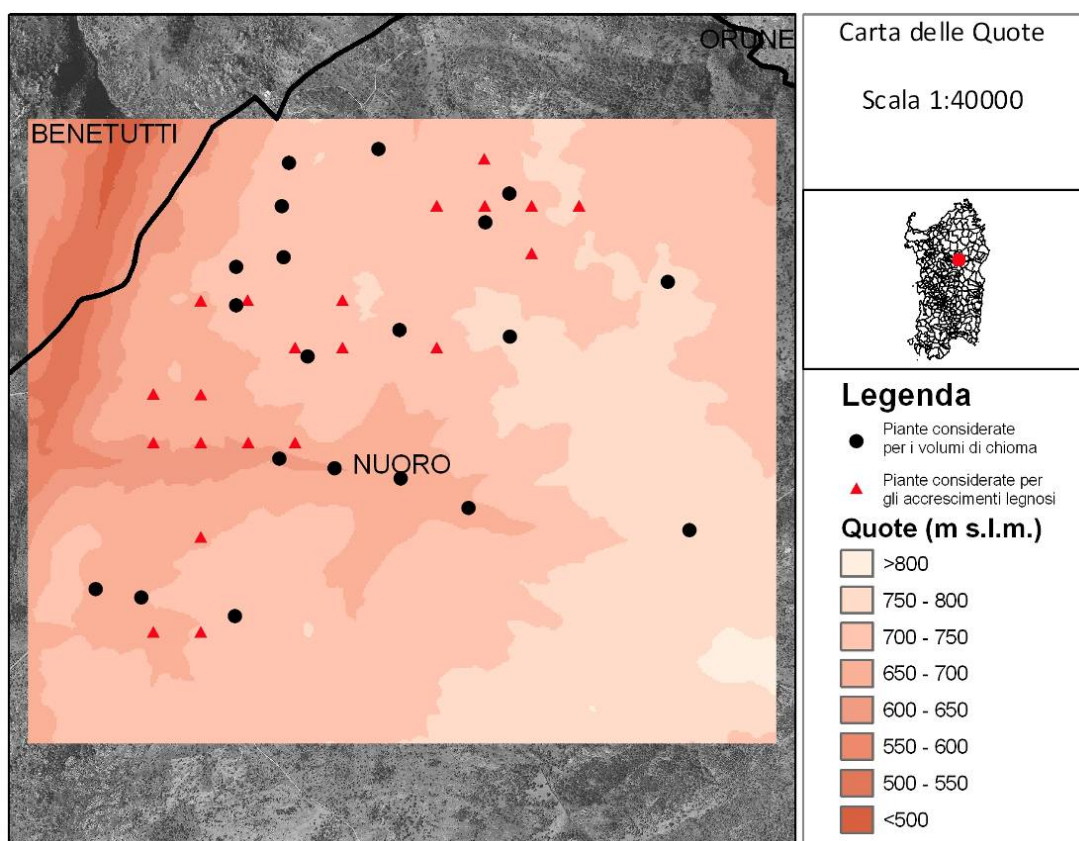 ORUNE
BENETUTTI
NUORO
Carta delle Quote
Scala 1:40000
Legenda
Piante considerate
per i volumi di chioma
Piante considerate per
gli accrescimenti legnosi
Quote (m s.l.m.)
>800
750 - 800
700 - 750
650 - 700
600 - 650
550 - 600
500 - 550
<500